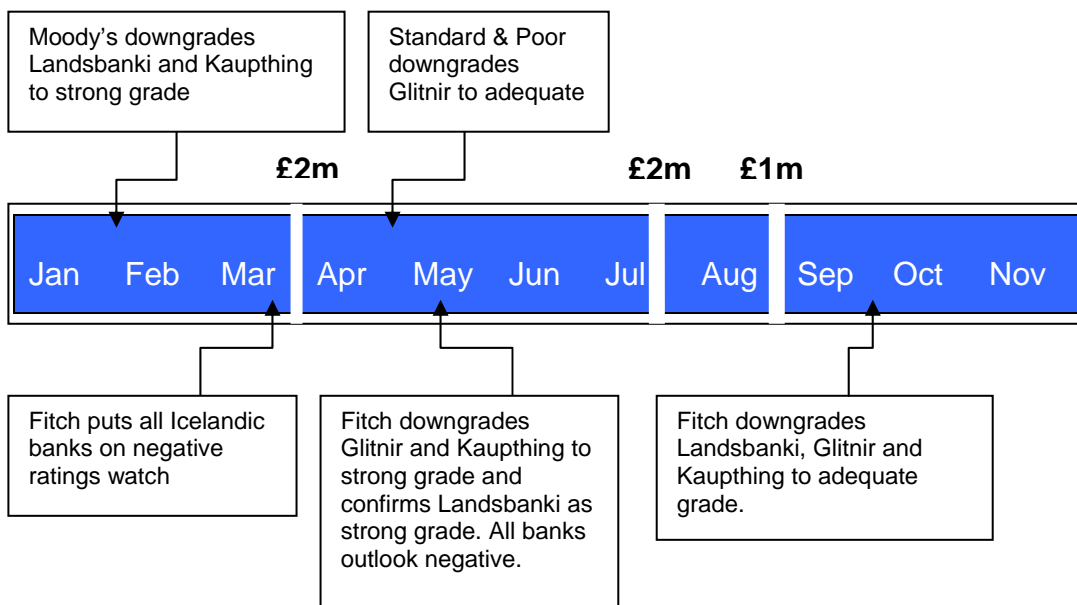 Moody's downgrades
Landsbanki and Kaupthing
to strong grade
Standard & Poor
downgrades
Glitnir to adequate
£2m
£2m
£1m
Jan Feb Mar Apr May Jun Jul Aug Sep Oct Nov
Fitch puts all Icelandic
banks on negative
ratings watch
Fitch downgrades
Glitnir and Kaupthing to
strong grade and
confirms Landsbanki as
strong grade. All banks
outlook negative.
Fitch downgrades
Landsbanki, Glitnir and
Kaupthing to adequate
grade.